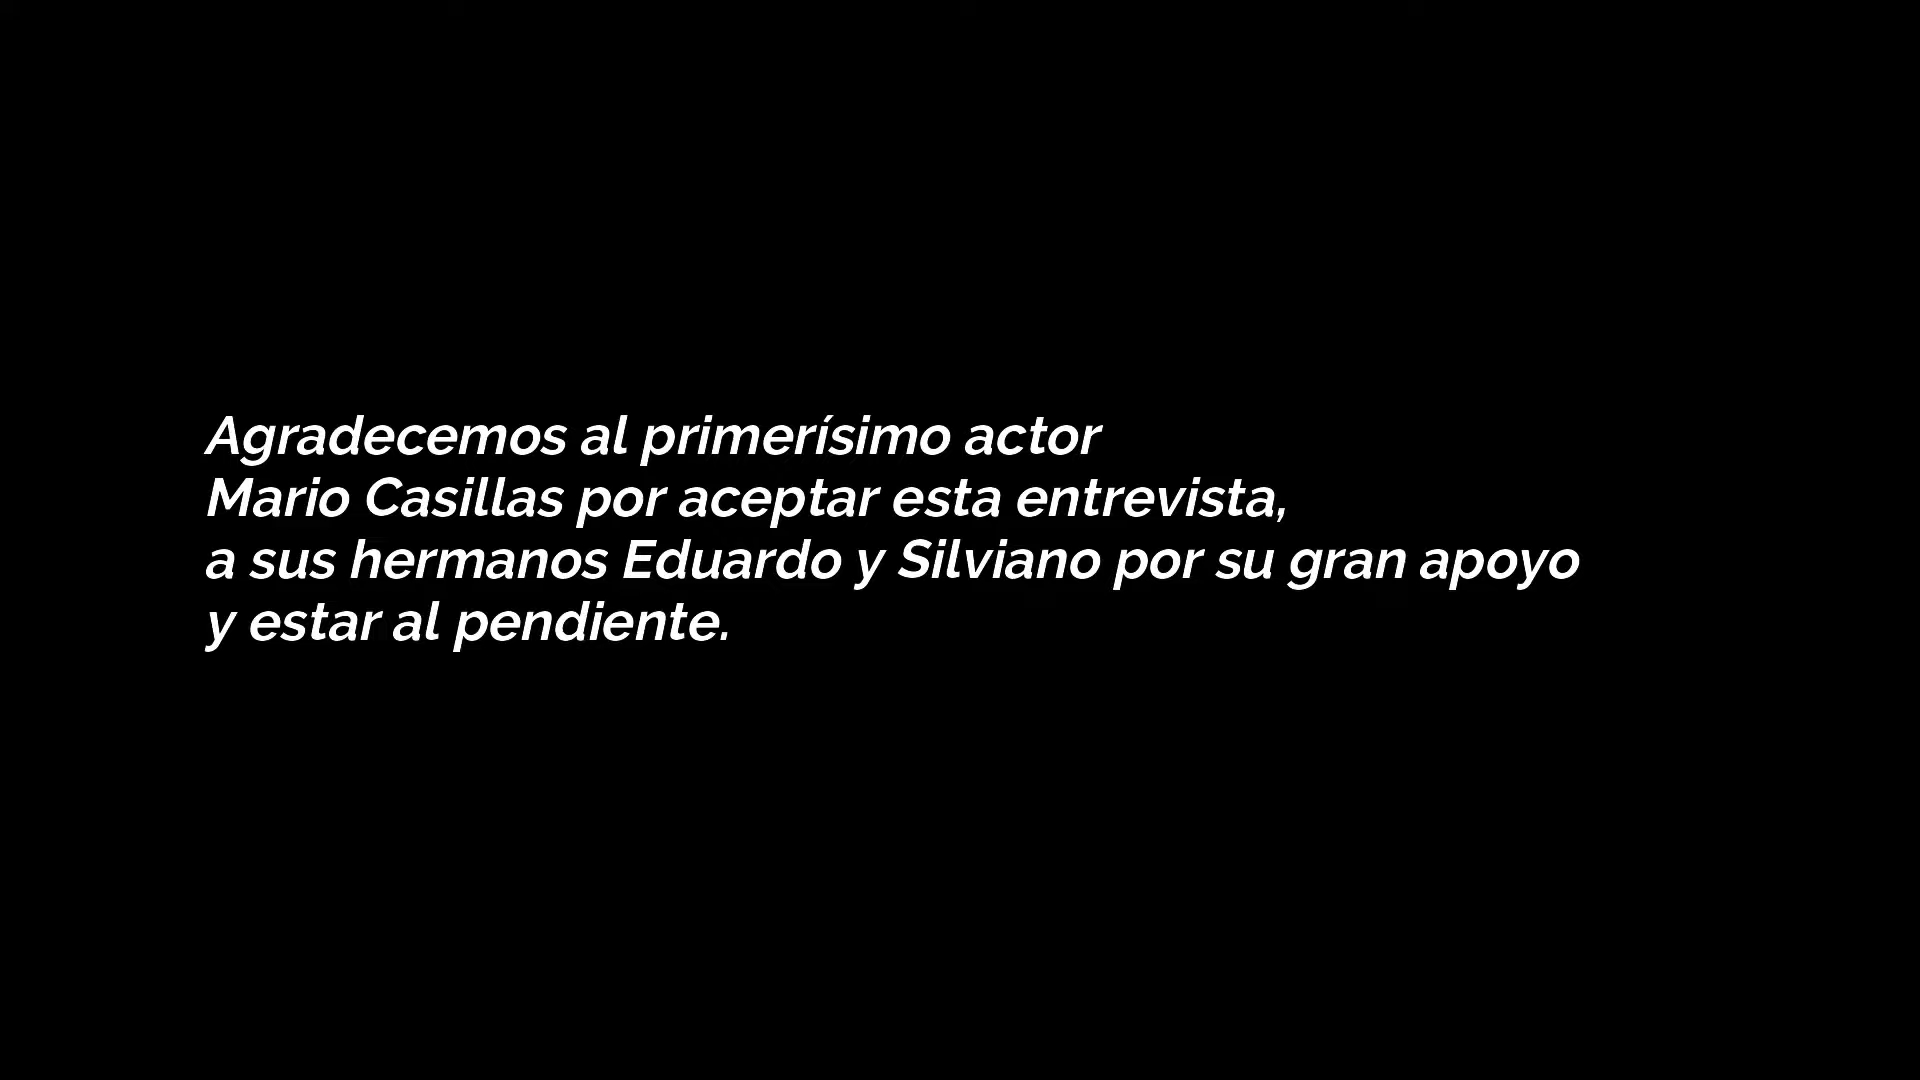 Agradecemos al primerísimo actor
Mario Casillas por aceptar esta entrevista,
a sus hermanos Eduardo y Silviano por su gran apoyo
y estar al pendiente.